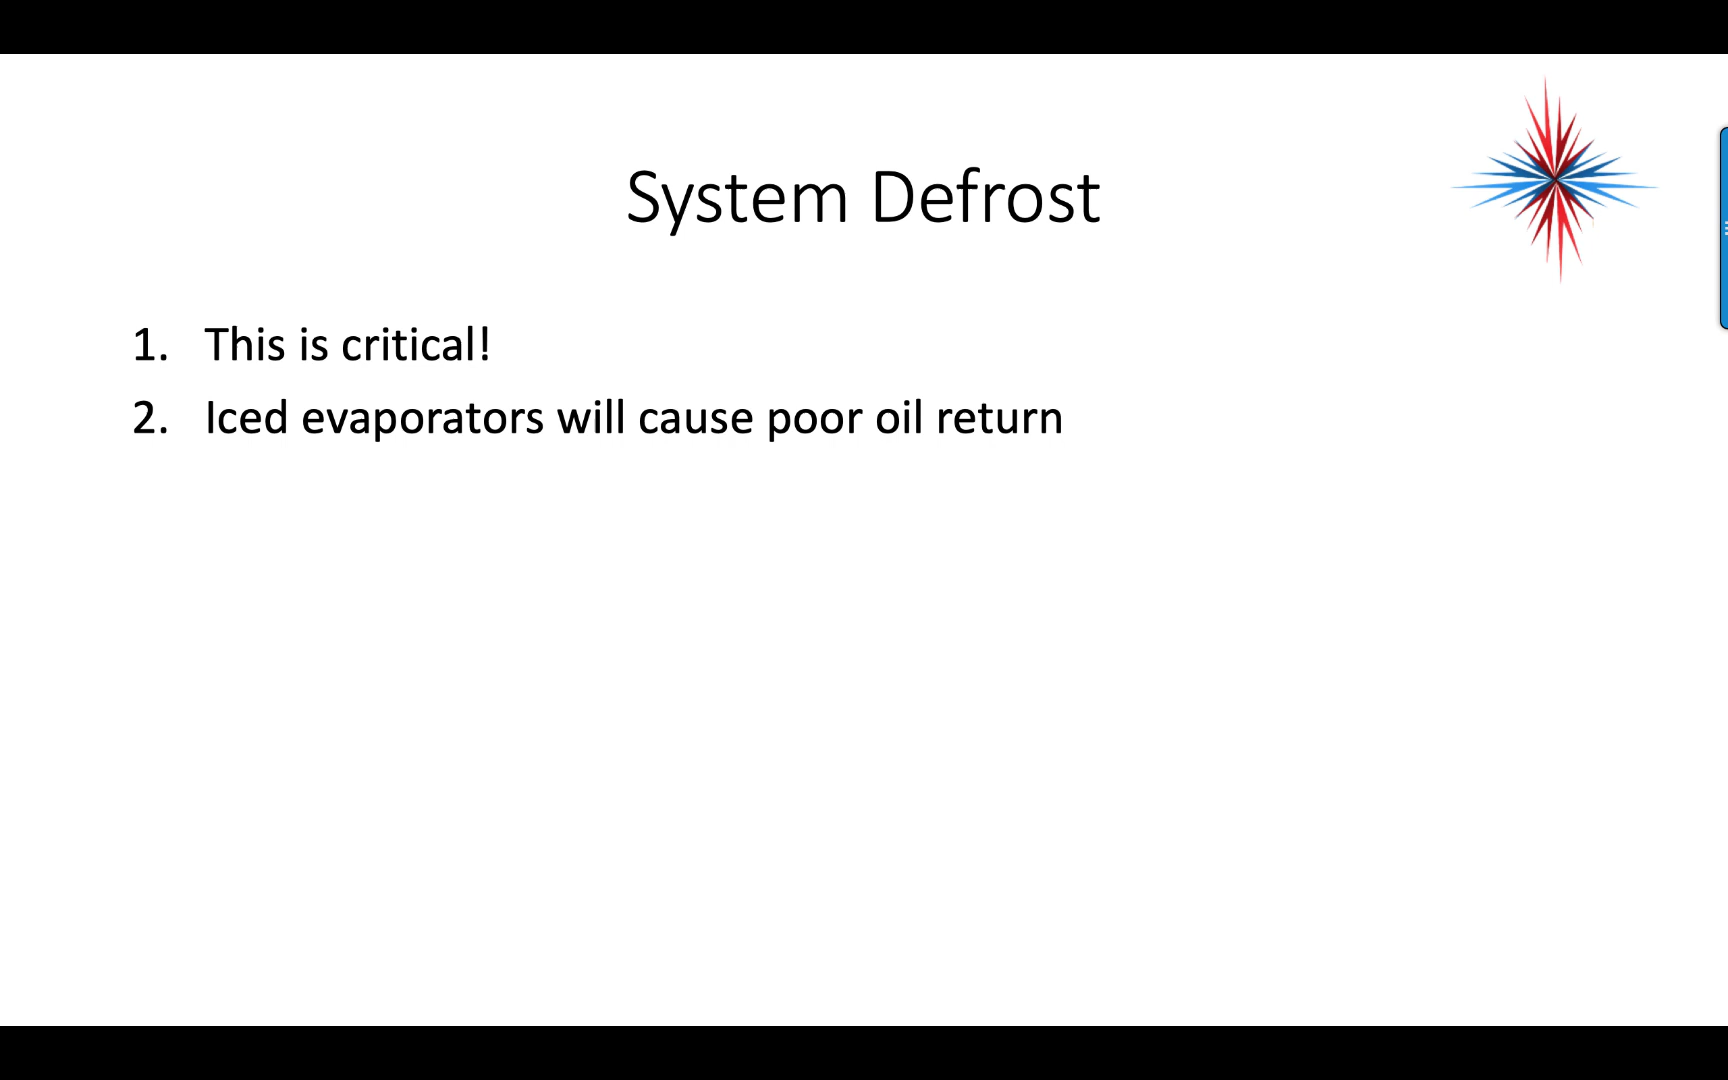 System Defrost
1. This is critical!
2. Iced evaporators will cause poor oil return